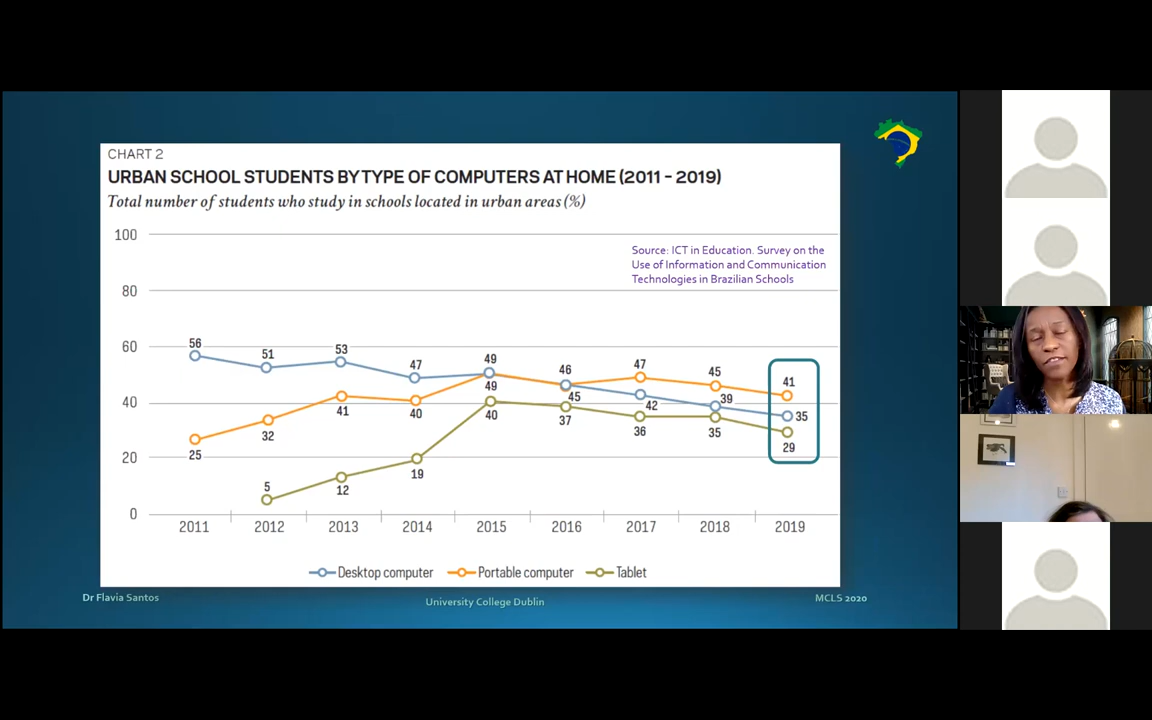 CHART 2
URBAN SCHOOL STUDENTS BY TYPE OF COMPUTERS AT HOME (2011 – 2019)
Total number of students who study in schools located in urban areas (%)
Source: ICT in Education. Survey on the
Use of Information and Communication
Technologies in Brazilian Schools
100
80
60
40
20
0
56
51
53
47
49
46
42
39
35
25
32
41
40
49
45
47
45
41
5
12
19
40
37
36
35
29
2011 2012 2013 2014 2015 2016 2017 2018 2019
Desktop computer Portable computer Tablet
Dr Flavia Santos
University College Dublin
MCLS 2020